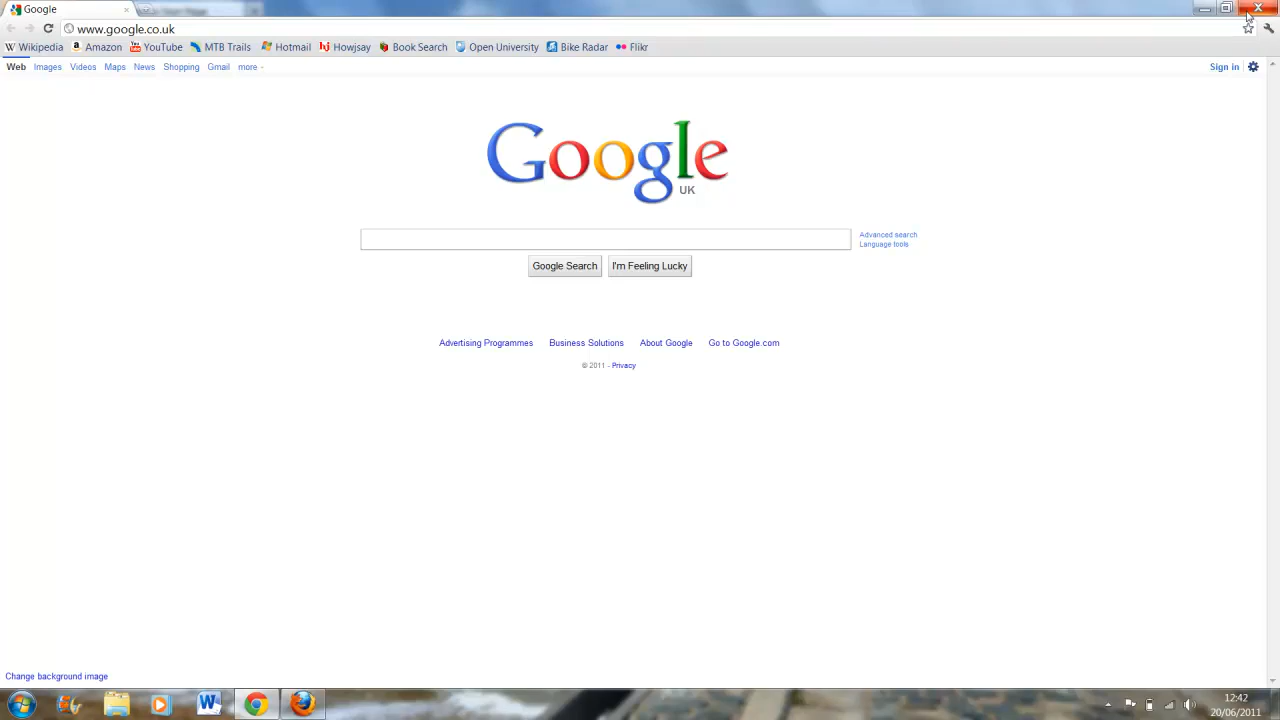 Google
www.google.co.uk
Wikipedia Amazon YouTube MTB Trails Hotmail Howjsay Book Search Open University Bike Radar Flikr
Web Images Videos Maps News Shopping Gmail more Sign in
Google
UK
Advanced search
Language tools
Google Search I'm Feeling Lucky
Advertising Programmes Business Solutions About Google Go to Google.com
© 2011 - Privacy
Change background image
12:42
20/06/2011